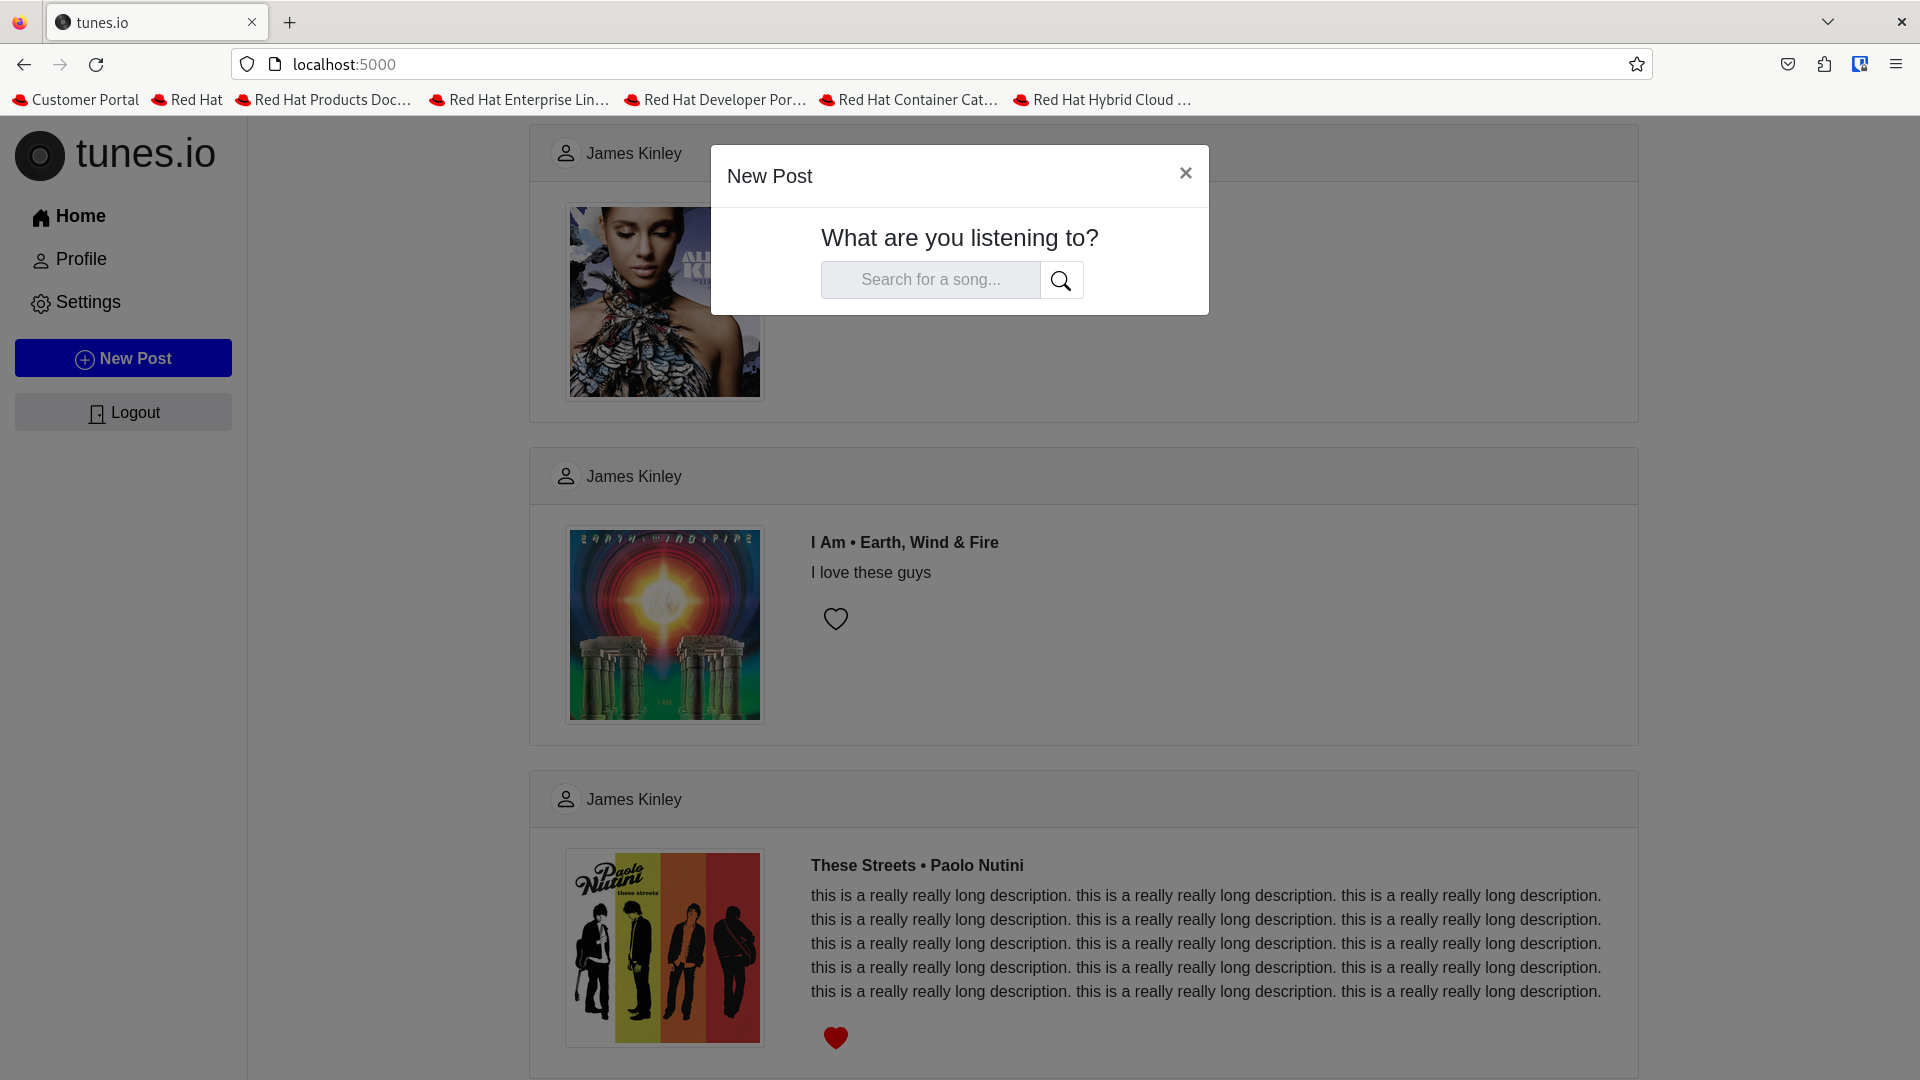 tunes.io
localhost:5000
Customer Portal
Red Hat
Red Hat Products Doc…
Red Hat Enterprise Lin…
Red Hat Developer Por…
Red Hat Container Cat…
Red Hat Hybrid Cloud …
tunes.io
Home
Profile
Settings
New Post
Logout
James Kinley
New Post
×
What are you listening to?
Search for a song...
James Kinley
EARTH, WIND & FIRE
I AM
I Am • Earth, Wind & Fire
I love these guys
James Kinley
Paolo
Nutini
these streets
These Streets • Paolo Nutini
this is a really really long description. this is a really really long description. this is a really really long description.
this is a really really long description. this is a really really long description. this is a really really long description.
this is a really really long description. this is a really really long description. this is a really really long description.
this is a really really long description. this is a really really long description. this is a really really long description.
this is a really really long description. this is a really really long description. this is a really really long description.